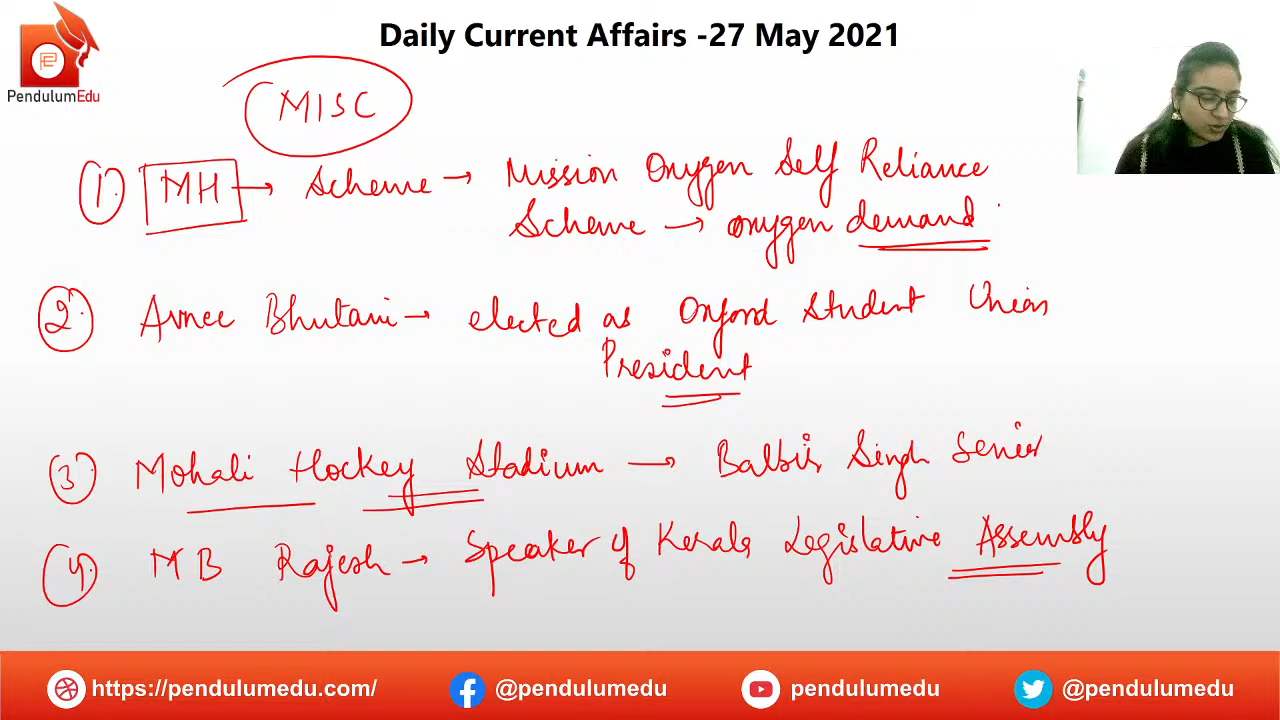 Daily Current Affairs -27 May 2021
PendulumEdu
MISC
1. MH → Scheme → Mission Oxygen Self Reliance
Scheme → oxygen demand
2. Avnee Bhutani → elected as Oxford Student Union
President
3. Mohali Hockey Stadium → Balbir Singh Senior
4. MB Rajesh → Speaker of Kerala Legislative Assembly
https://pendulumedu.com/ @pendulumedu pendulumedu @pendulumedu